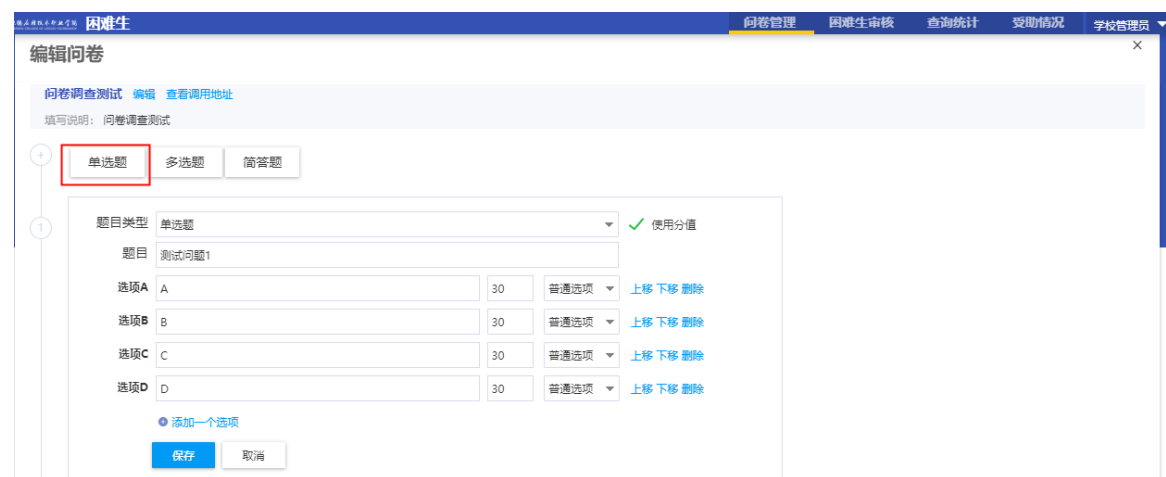 困难生 问卷管理 困难生审核 查询统计 受助情况 学校管理员
编辑问卷 ×
问卷调查测试 编辑 查看调用地址
填写说明: 问卷调查测试
单选题 多选题 简答题
1
题目类型 单选题 使用分值
题目 测试问题1
选项A A 30 普通选项 上移 下移 删除
选项B B 30 普通选项 上移 下移 删除
选项C C 30 普通选项 上移 下移 删除
选项D D 30 普通选项 上移 下移 删除
添加一个选项
保存 取消